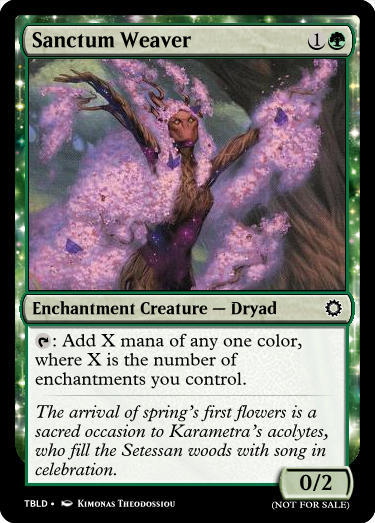 Sanctum Weaver 1
Enchantment Creature — Dryad
: Add X mana of any one color,
where X is the number of
enchantments you control.
The arrival of spring's first flowers is a
sacred occasion to Karametra's acolytes,
who fill the Setessan woods with song in
celebration.
0/2
TBLD • Kimonas Theodossiou
(NOT FOR SALE)